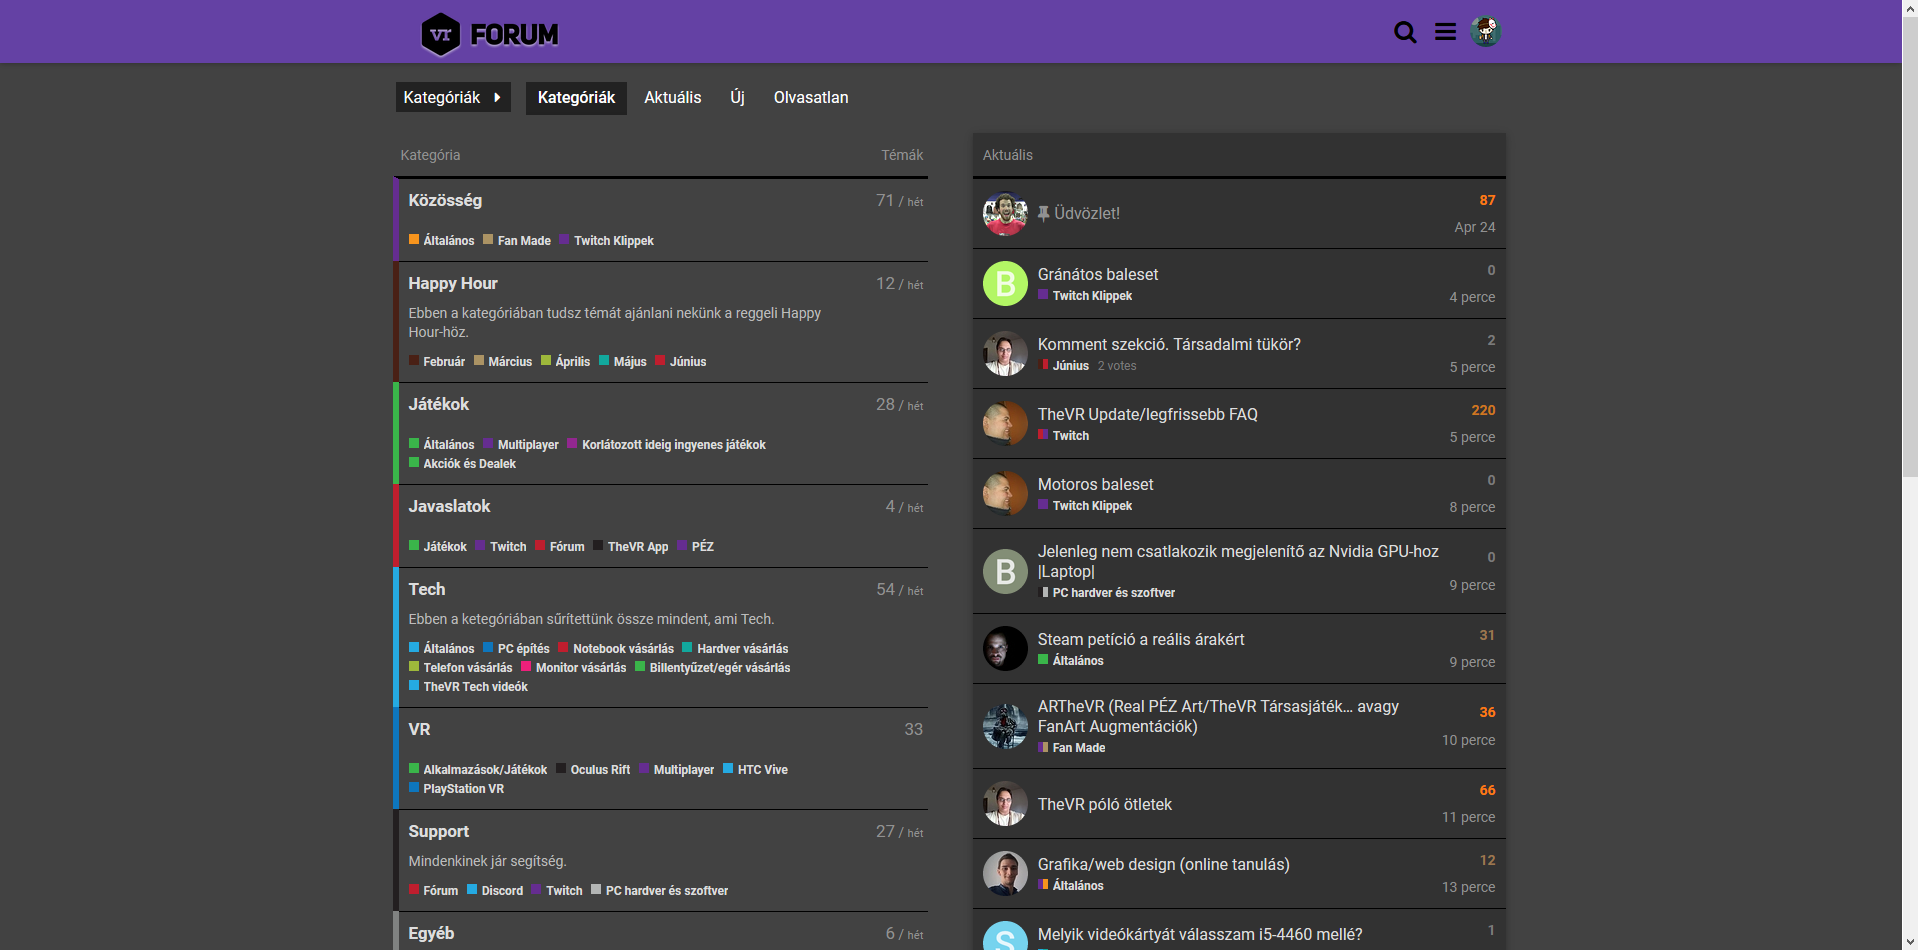 VR FORUM
Kategóriák Kategóriák Aktuális Új Olvasatlan
Kategória Témák
Közösség 71 / hét
Általános Fan Made Twitch Klippek
Happy Hour 12 / hét
Ebben a kategóriában tudsz témát ajánlani nekünk a reggeli Happy
Hour-höz.
Február Március Április Május Június
Játékok 28 / hét
Általános Multiplayer Korlátozott ideig ingyenes játékok
Akciók és Dealek
Javaslatok 4 / hét
Játékok Twitch Fórum TheVR App PÉZ
Tech 54 / hét
Ebben a ketegóriában sűrítettünk össze mindent, ami Tech.
Általános PC építés Notebook vásárlás Hardver vásárlás
Telefon vásárlás Monitor vásárlás Billentyűzet/egér vásárlás
TheVR Tech videók
VR 33
Alkalmazások/Játékok Oculus Rift Multiplayer HTC Vive
PlayStation VR
Support 27 / hét
Mindenkinek jár segítség.
Fórum Discord Twitch PC hardver és szoftver
Egyéb 6 / hét
Aktuális
Üdvözlet! 87
Apr 24
B
Gránátos baleset 0
Twitch Klippek 4 perce
Komment szekció. Társadalmi tükör? 2
Június 2 votes 5 perce
TheVR Update/legfrissebb FAQ 220
Twitch 5 perce
Motoros baleset 0
Twitch Klippek 8 perce
B
Jelenleg nem csatlakozik megjelenítő az Nvidia GPU-hoz 0
|Laptop| 9 perce
PC hardver és szoftver
Steam petíció a reális árakért 31
Általános 9 perce
ARTheVR (Real PÉZ Art/TheVR Társasjáték… avagy 36
FanArt Augmentációk) 10 perce
Fan Made
TheVR póló ötletek 66
11 perce
Grafika/web design (online tanulás) 12
Általános 13 perce
S
Melyik videókártyát válasszam i5-4460 mellé? 1